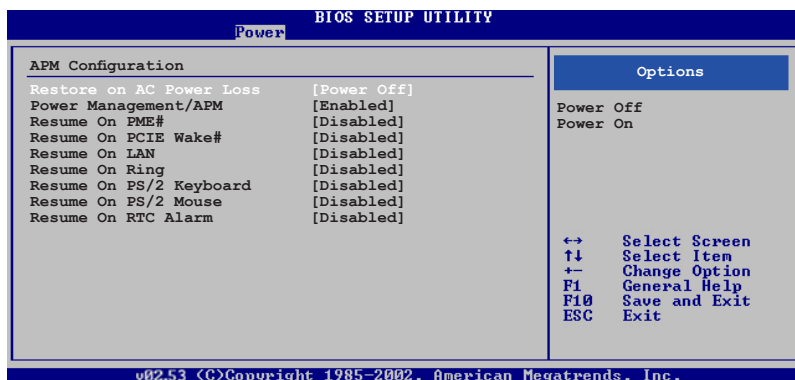 BIOS SETUP UTILITY
Power
APM Configuration
Restore on AC Power Loss [Power Off]
Power Management/APM [Enabled]
Resume On PME# [Disabled]
Resume On PCIE Wake# [Disabled]
Resume On LAN [Disabled]
Resume On Ring [Disabled]
Resume On PS/2 Keyboard [Disabled]
Resume On PS/2 Mouse [Disabled]
Resume On RTC Alarm [Disabled]
Options
Power Off
Power On
←→ Select Screen
↑↓ Select Item
+- Change Option
F1 General Help
F10 Save and Exit
ESC Exit
v02.53 (C)Copyright 1985-2002, American Megatrends, Inc.